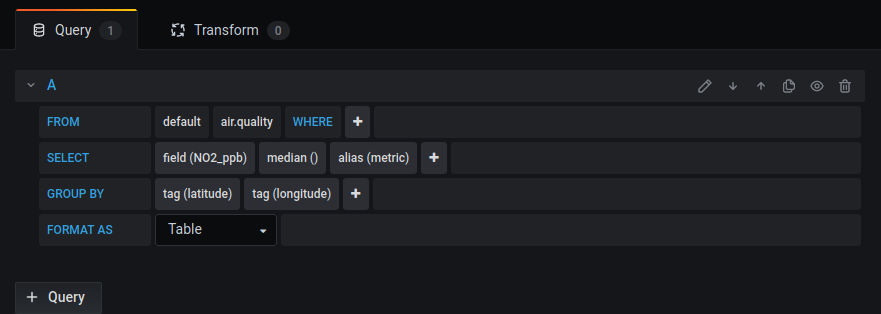 Query 1 Transform 0
A
FROM default air.quality WHERE +
SELECT field (NO2_ppb) median () alias (metric) +
GROUP BY tag (latitude) tag (longitude) +
FORMAT AS Table
+ Query